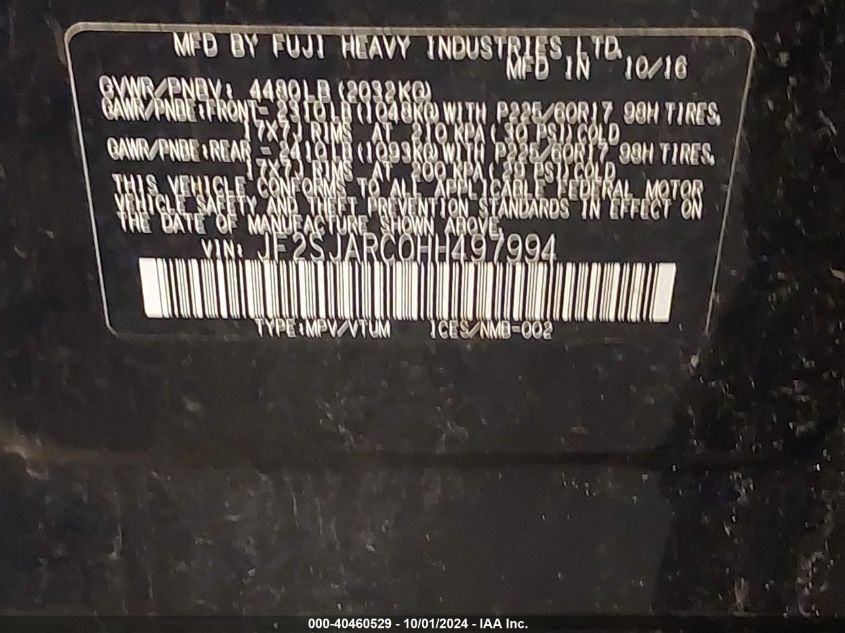 MFD BY FUJI HEAVY INDUSTRIES LTD.
MFD IN 10/16
GVWR/PNBV: 4480LB(2032KG)
GAWR/PNBE:FRONT- 2310LB(1048KG)WITH P225/60R17 98H TIRES,
17X7J RIMS AT 210 KPA( 30 PSI)COLD
GAWR/PNBE:REAR - 2410LB(1093KG)WITH P225/60R17 98H TIRES,
17X7J RIMS AT 200 KPA( 29 PSI)COLD
THIS VEHICLE CONFORMS TO ALL APPLICABLE FEDERAL MOTOR
VEHICLE SAFETY AND THEFT PREVENTION STANDARDS IN EFFECT ON
THE DATE OF MANUFACTURE SHOWN ABOVE.
VIN: JF2SJARC0HH497994
TYPE:MPV/VTUM ICES/NMB-002
000-40460529 - 10/01/2024 - IAA Inc.